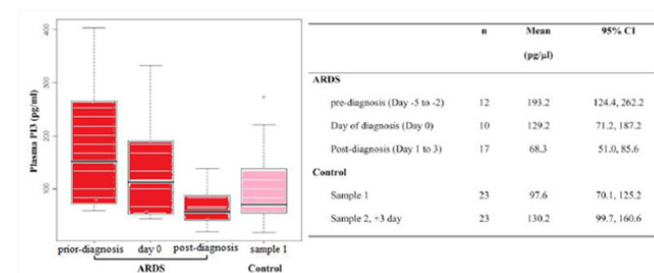 Plasma PI3 (pg/ml)
400
300
200
100
prior-diagnosis day 0 post-diagnosis sample 1
ARDS Control
n Mean 95% CI
(pg/µl)
ARDS
pre-diagnosis (Day -5 to -2) 12 193.2 124.4, 262.2
Day of diagnosis (Day 0) 10 129.2 71.2, 187.2
Post-diagnosis (Day 1 to 3) 17 68.3 51.0, 85.6
Control
Sample 1 23 97.6 70.1, 125.2
Sample 2, +3 day 23 130.2 99.7, 160.6